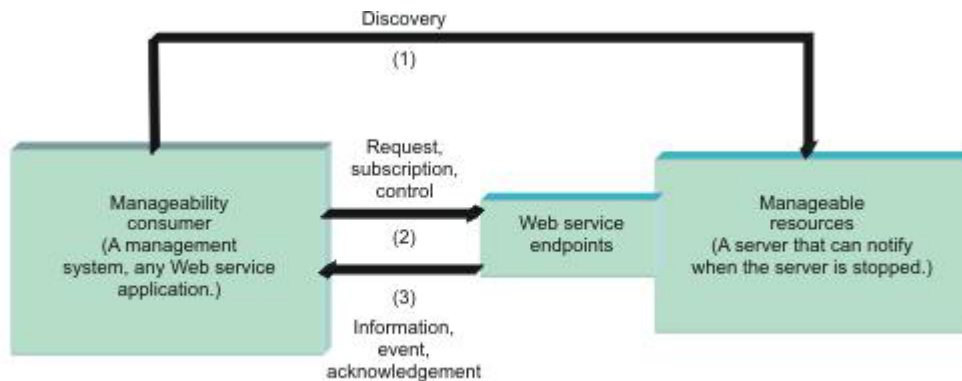 Discovery
(1)
Request,
subscription,
control
(2)
(3)
Information,
event,
acknowledgement
Manageability
consumer
(A management
system, any Web service
application.)
Web service
endpoints
Manageable
resources
(A server that can notify
when the server is stopped.)